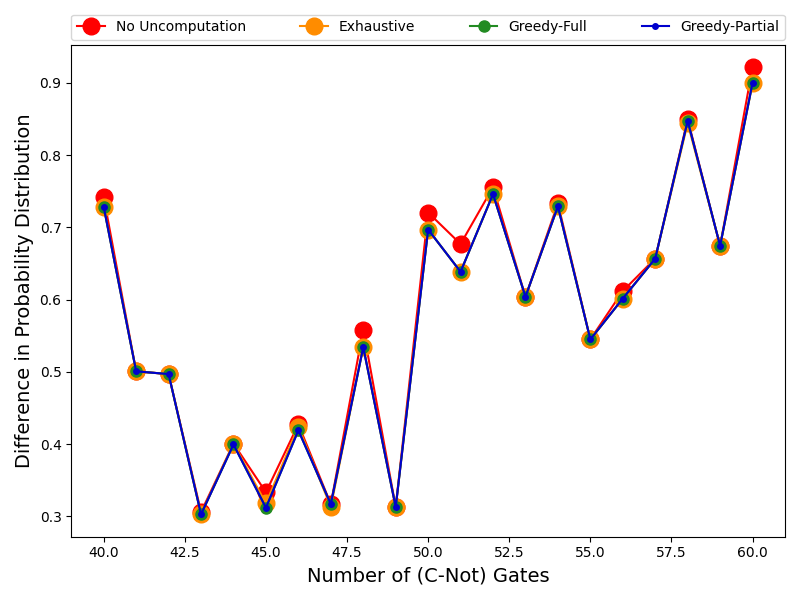 No Uncomputation Exhaustive Greedy-Full Greedy-Partial
0.9
0.8
0.7
0.6
0.5
0.4
0.3
Difference in Probability Distribution
40.0 42.5 45.0 47.5 50.0 52.5 55.0 57.5 60.0
Number of (C-Not) Gates